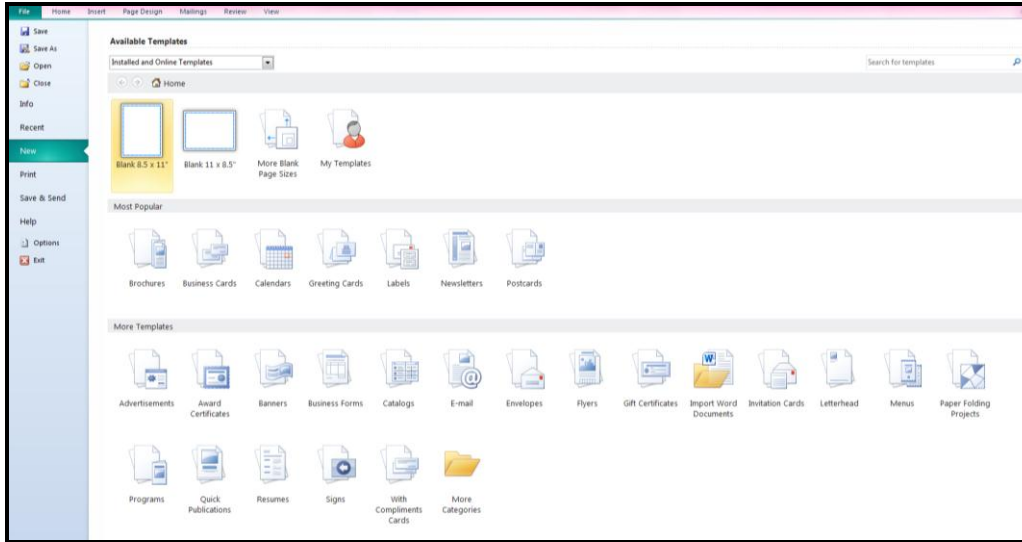 File Home Insert Page Design Mailings Review View
Save
Save As
Open
Close
Info
Recent
New
Print
Save & Send
Help
Options
Exit
Available Templates
Installed and Online Templates
Search for templates
Home
Blank 8.5 x 11"
Blank 11 x 8.5"
More Blank
Page Sizes
My Templates
Most Popular
Brochures
Business Cards
Calendars
Greeting Cards
Labels
Newsletters
Postcards
More Templates
Advertisements
Award
Certificates
Banners
Business Forms
Catalogs
E-mail
Envelopes
Flyers
Gift Certificates
Import Word
Documents
Invitation Cards
Letterhead
Menus
Paper Folding
Projects
Programs
Quick
Publications
Resumes
Signs
With
Compliments
Cards
More
Categories